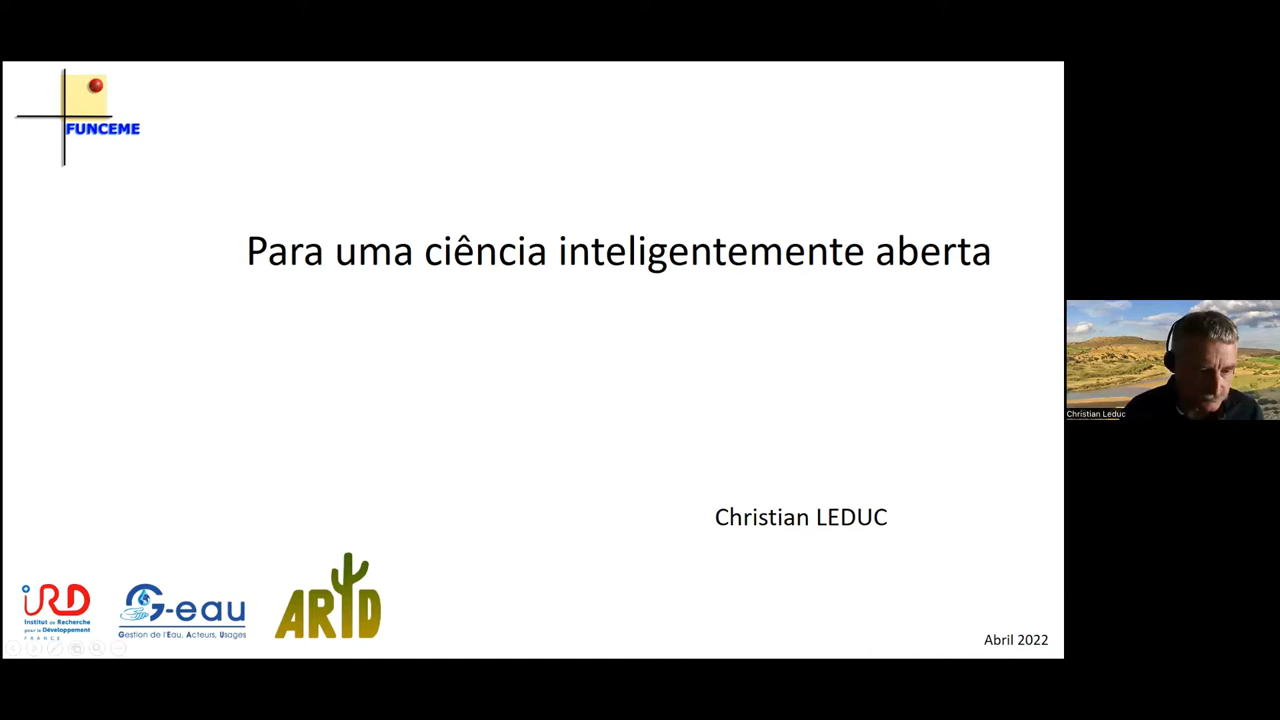 FUNCEME
Para uma ciência inteligentemente aberta
Christian Leduc
Christian LEDUC
iRD
Institut de Recherche
pour le Développement
FRANCE
G-eau
Gestion de l'Eau, Acteurs, Usages
ARID
Abril 2022